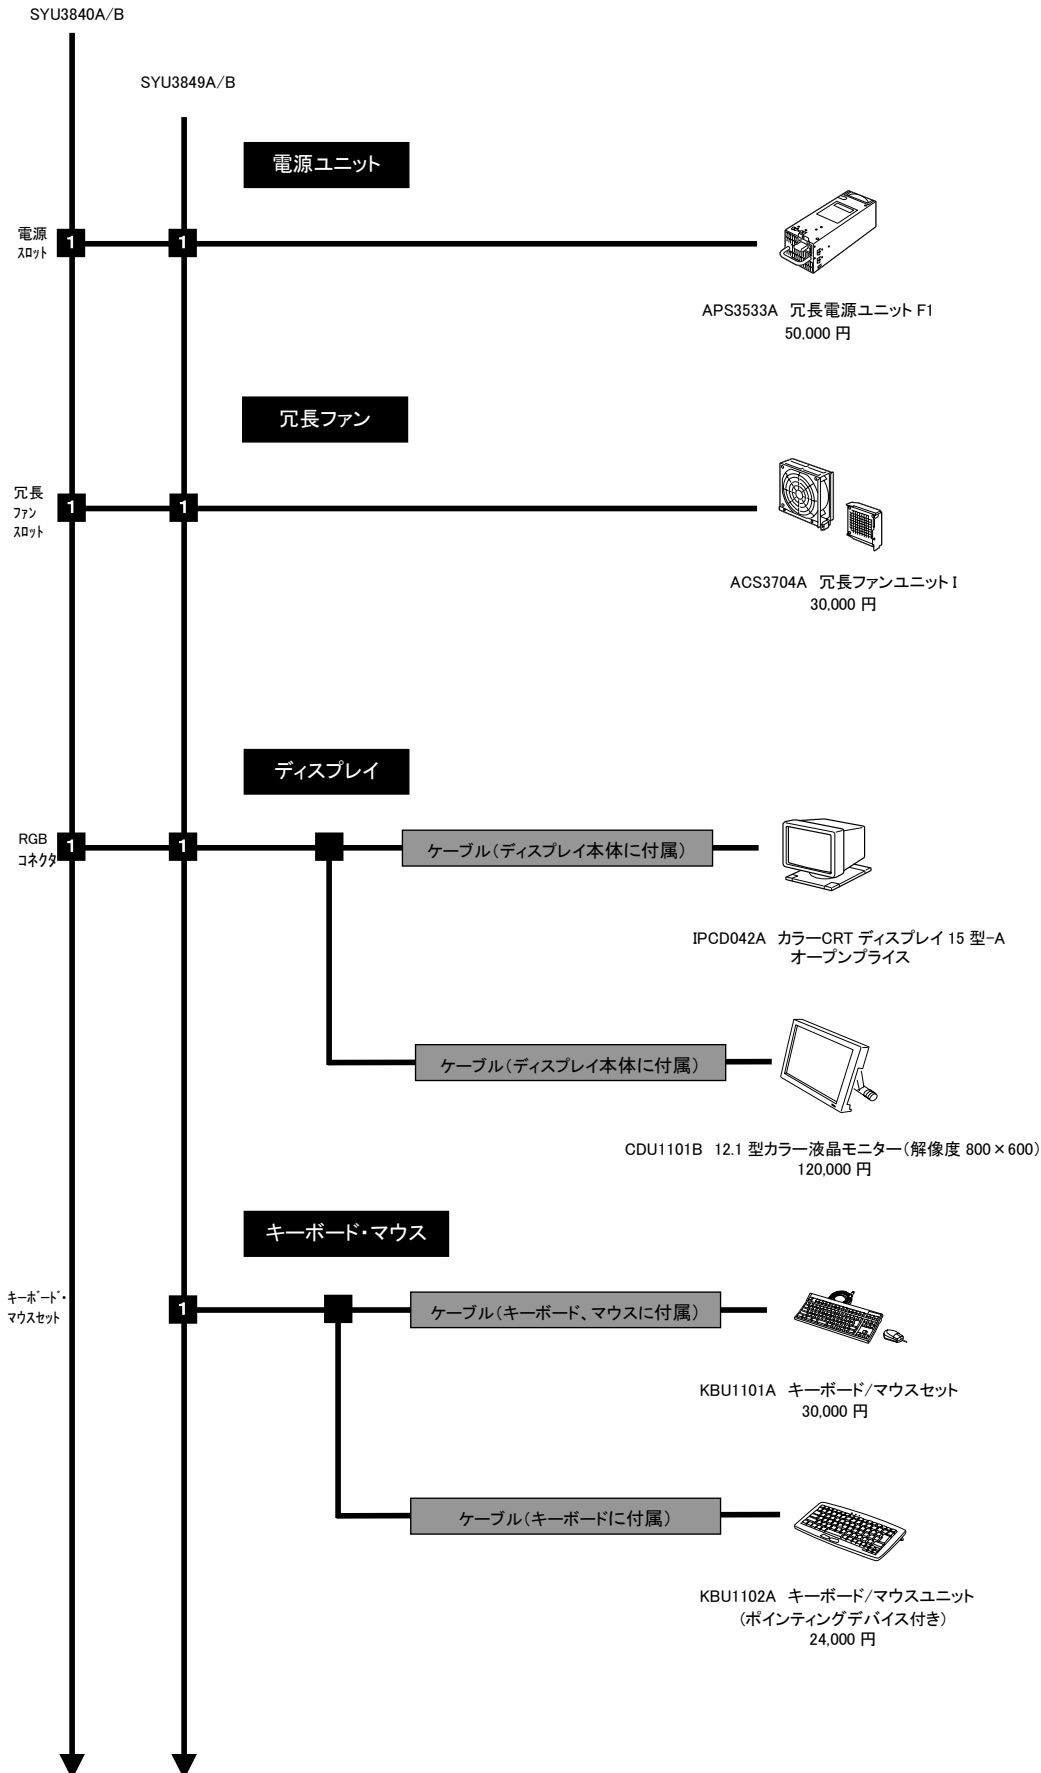 SYU3840A/B
SYU3849A/B
電源ユニット
電源
ｽﾛｯﾄ
1
1
APS3533A 冗長電源ユニット F1
50,000 円
冗長ファン
冗長
ﾌｧﾝ
ｽﾛｯﾄ
1
1
ACS3704A 冗長ファンユニット I
30,000 円
ディスプレイ
RGB
ｺﾈｸﾀ
1
1
ケーブル（ディスプレイ本体に付属）
IPCD042A カラーCRT ディスプレイ 15 型-A
オープンプライス
ケーブル（ディスプレイ本体に付属）
CDU1101B 12.1 型カラー液晶モニター（解像度 800×600）
120,000 円
キーボード・マウス
ｷｰﾎﾞｰﾄﾞ・
ﾏｳｽｾｯﾄ
1
ケーブル（キーボード、マウスに付属）
KBU1101A キーボード/マウスセット
30,000 円
ケーブル（キーボードに付属）
KBU1102A キーボード/マウスユニット
（ポインティングデバイス付き）
24,000 円